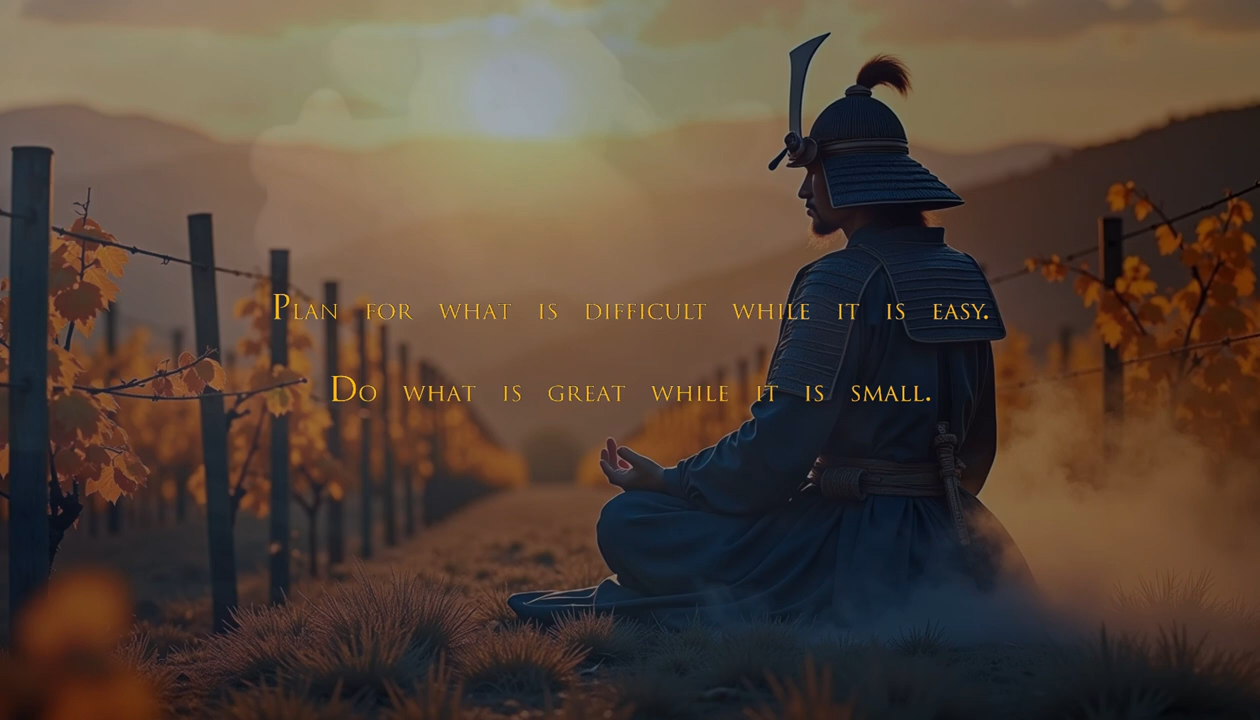 Plan for what is difficult while it is easy.
Do what is great while it is small.